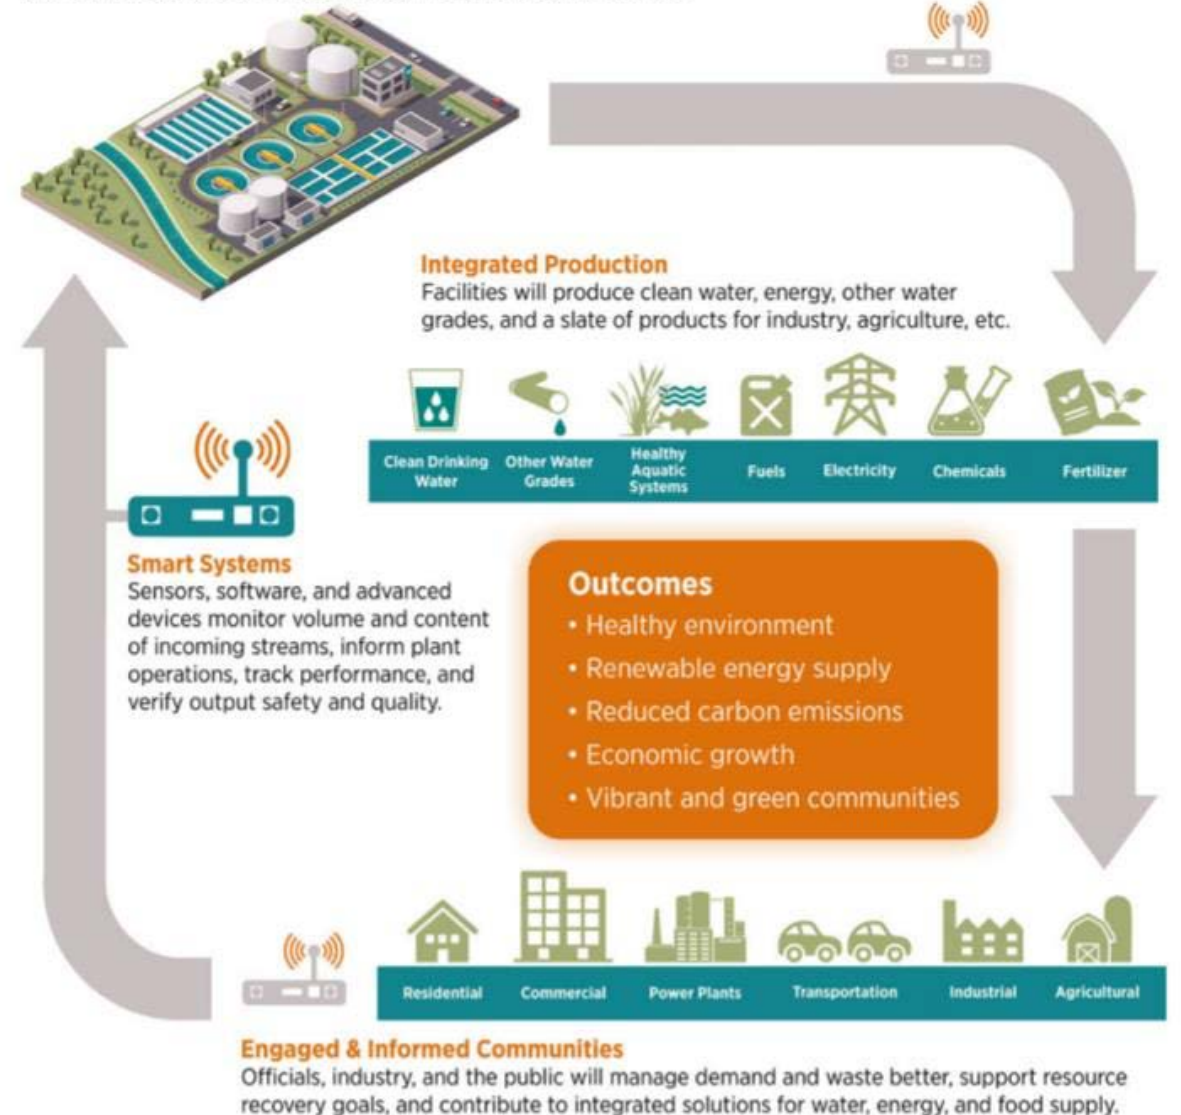 Integrated Production
Facilities will produce clean water, energy, other water
grades, and a slate of products for industry, agriculture, etc.
Clean Drinking
Water
Other Water
Grades
Healthy
Aquatic
Systems
Fuels
Electricity
Chemicals
Fertilizer
Smart Systems
Sensors, software, and advanced
devices monitor volume and content
of incoming streams, inform plant
operations, track performance, and
verify output safety and quality.
Outcomes
• Healthy environment
• Renewable energy supply
• Reduced carbon emissions
• Economic growth
• Vibrant and green communities
Residential
Commercial
Power Plants
Transportation
Industrial
Agricultural
Engaged & Informed Communities
Officials, industry, and the public will manage demand and waste better, support resource
recovery goals, and contribute to integrated solutions for water, energy, and food supply.